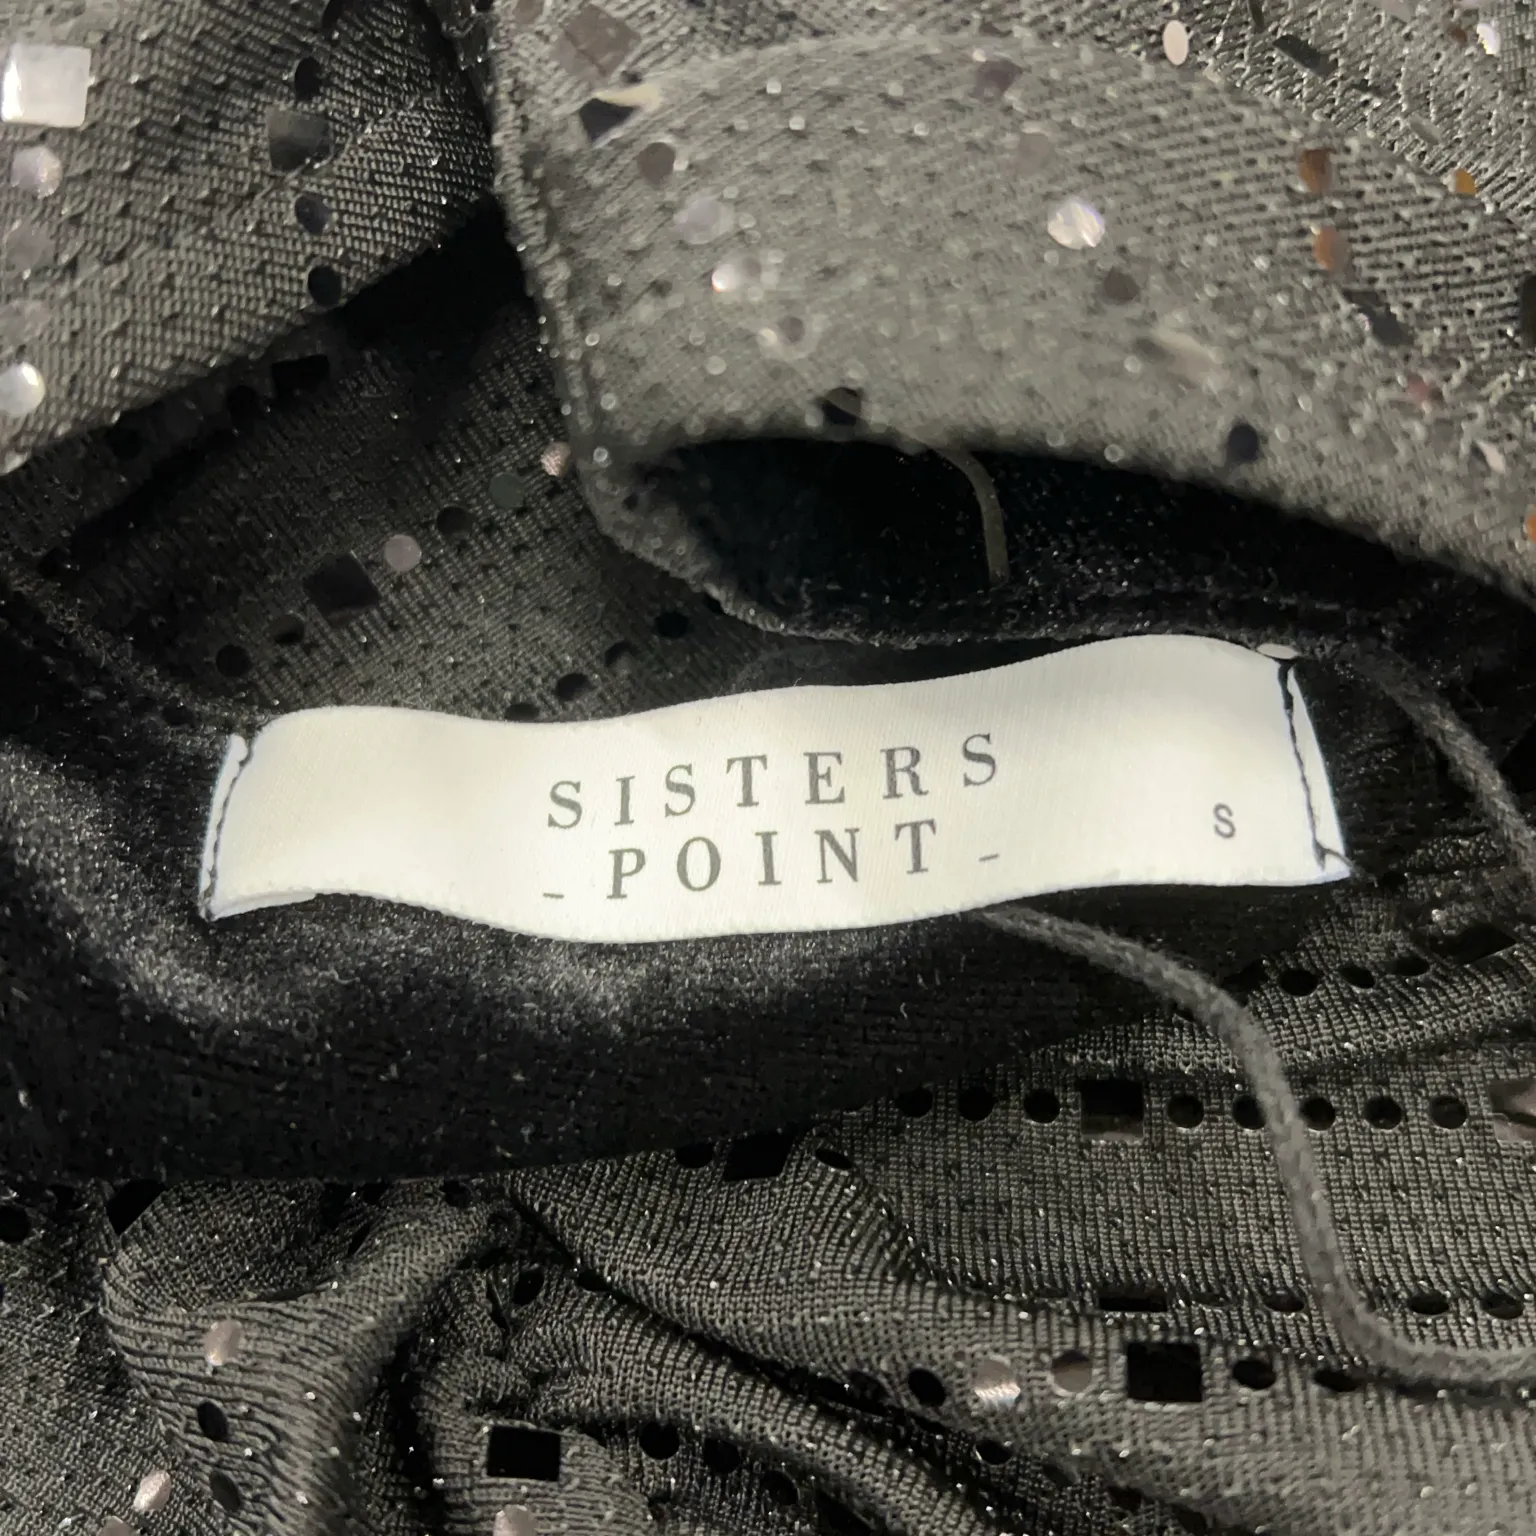 SISTERS
- POINT -
S